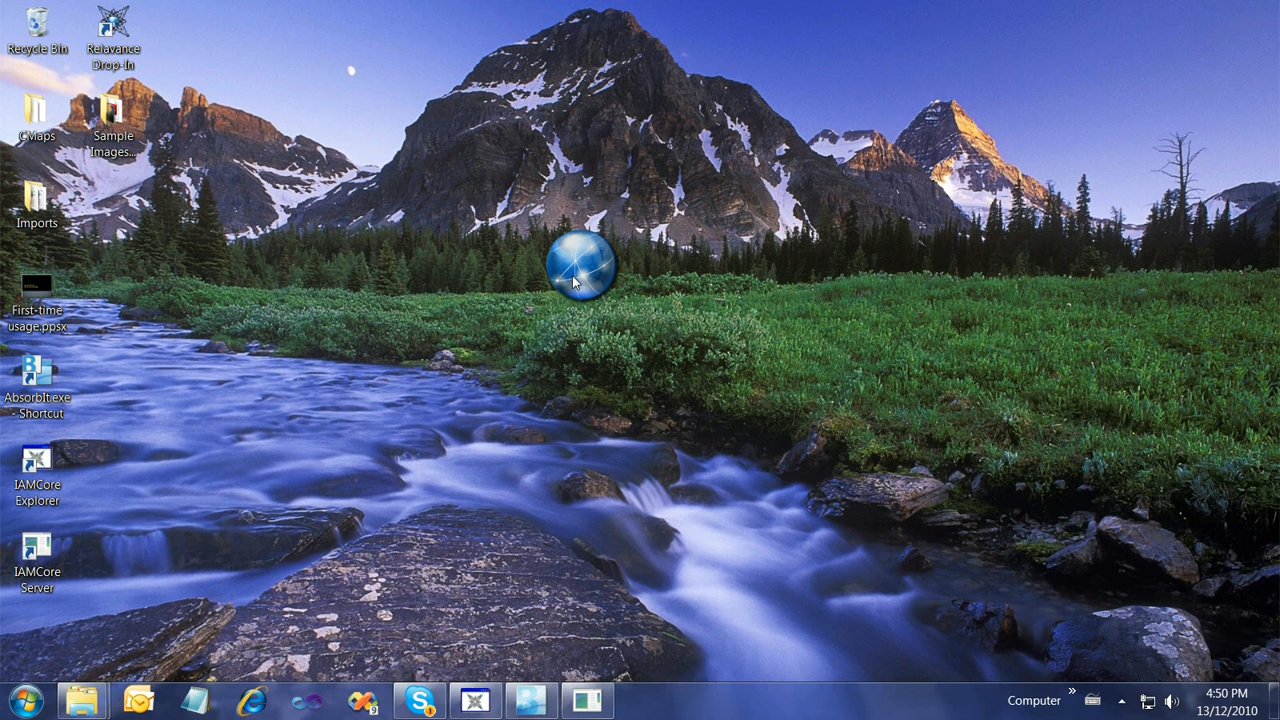 Recycle Bin
Relavance
Drop-In
CMaps
Sample
Images...
Imports
First-time
usage.ppsx
AbsorbIt.exe
- Shortcut
IAMCore
Explorer
IAMCore
Server
Computer
4:50 PM
13/12/2010